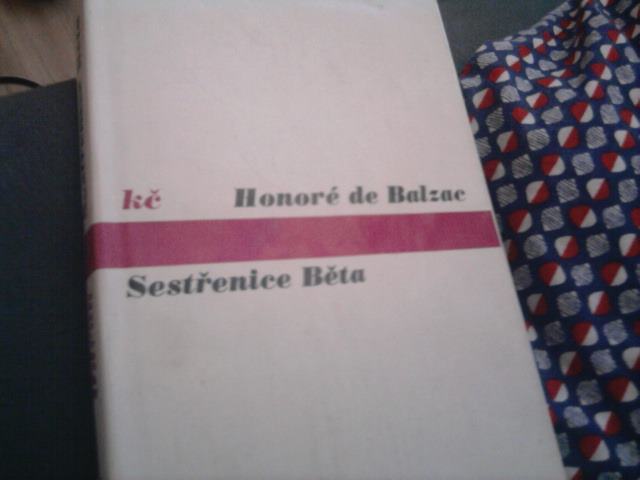 kč Honoré de Balzac
Sestřenice Běta